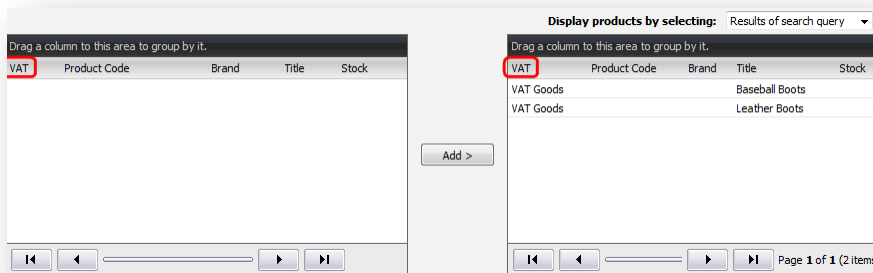 Display products by selecting: Results of search query
Drag a column to this area to group by it.
VAT Product Code Brand Title Stock
Add >
Drag a column to this area to group by it.
VAT Product Code Brand Title Stock
VAT Goods Baseball Boots
VAT Goods Leather Boots
Page 1 of 1 (2 items